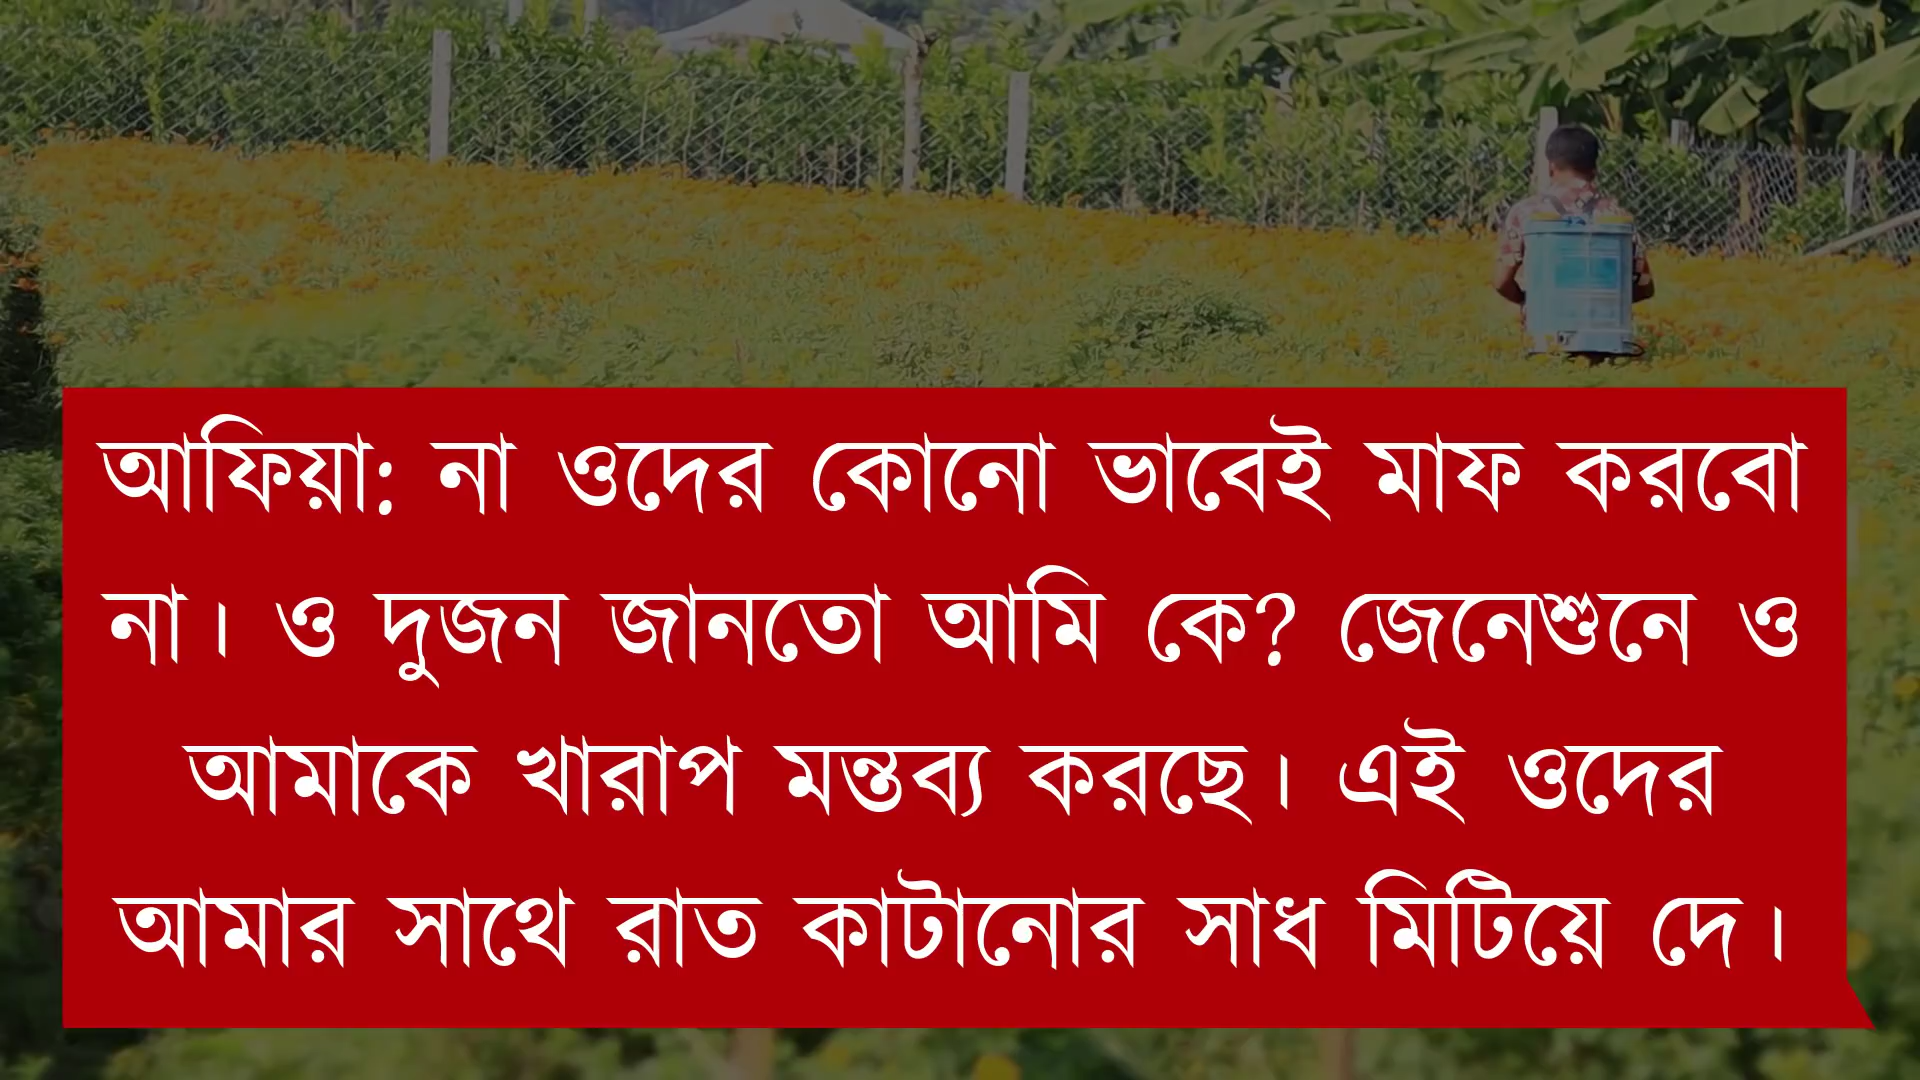 আফিয়া: না ওদের কোনো ভাবেই মাফ করবো
না। ও দুজন জানতো আমি কে? জেনেশুনে ও
আমাকে খারাপ মন্তব্য করছে। এই ওদের
আমার সাথে রাত কাটানোর সাধ মিটিয়ে দে।